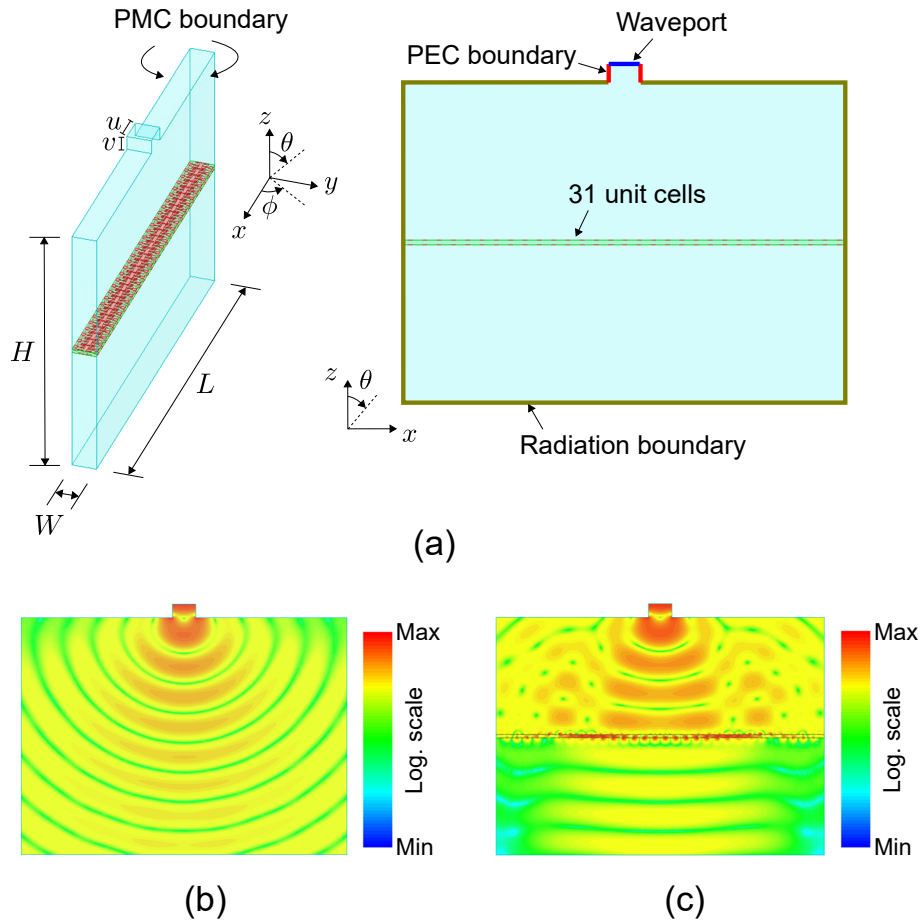 PMC boundary
u
v
z
θ
y
ϕ
x
H
L
W
Waveport
PEC boundary
31 unit cells
z
θ
x
Radiation boundary
(a)
Max
Log. scale
Min
(b)
Max
Log. scale
Min
(c)